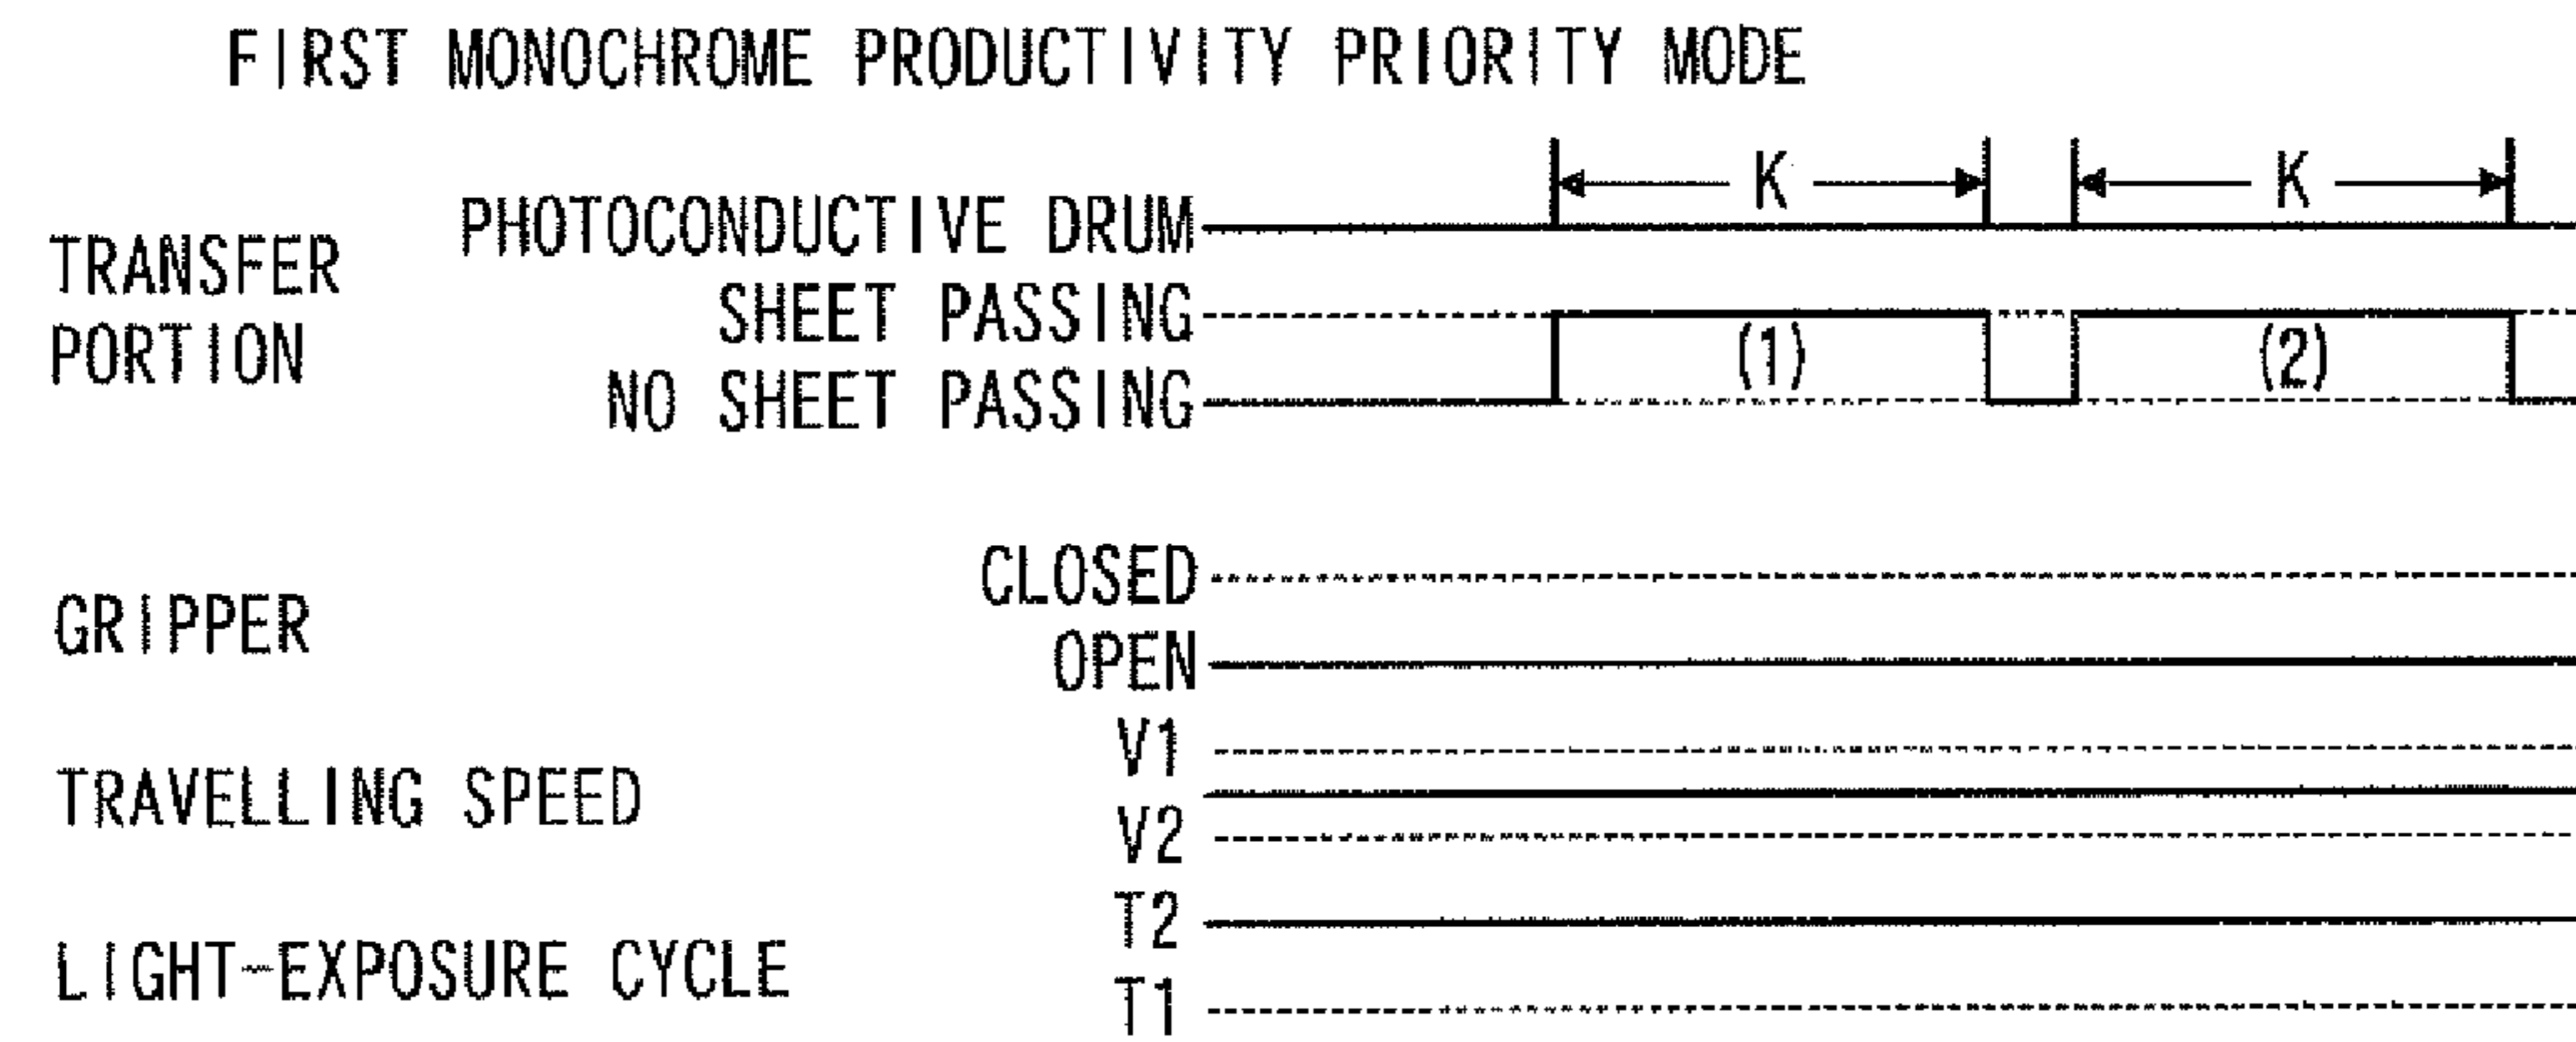 FIRST MONOCHROME PRODUCTIVITY PRIORITY MODE
K K
PHOTOCONDUCTIVE DRUM
TRANSFER
PORTION
SHEET PASSING
(1) (2)
NO SHEET PASSING
CLOSED
GRIPPER
OPEN
V1
TRAVELLING SPEED
V2
T2
LIGHT-EXPOSURE CYCLE
T1